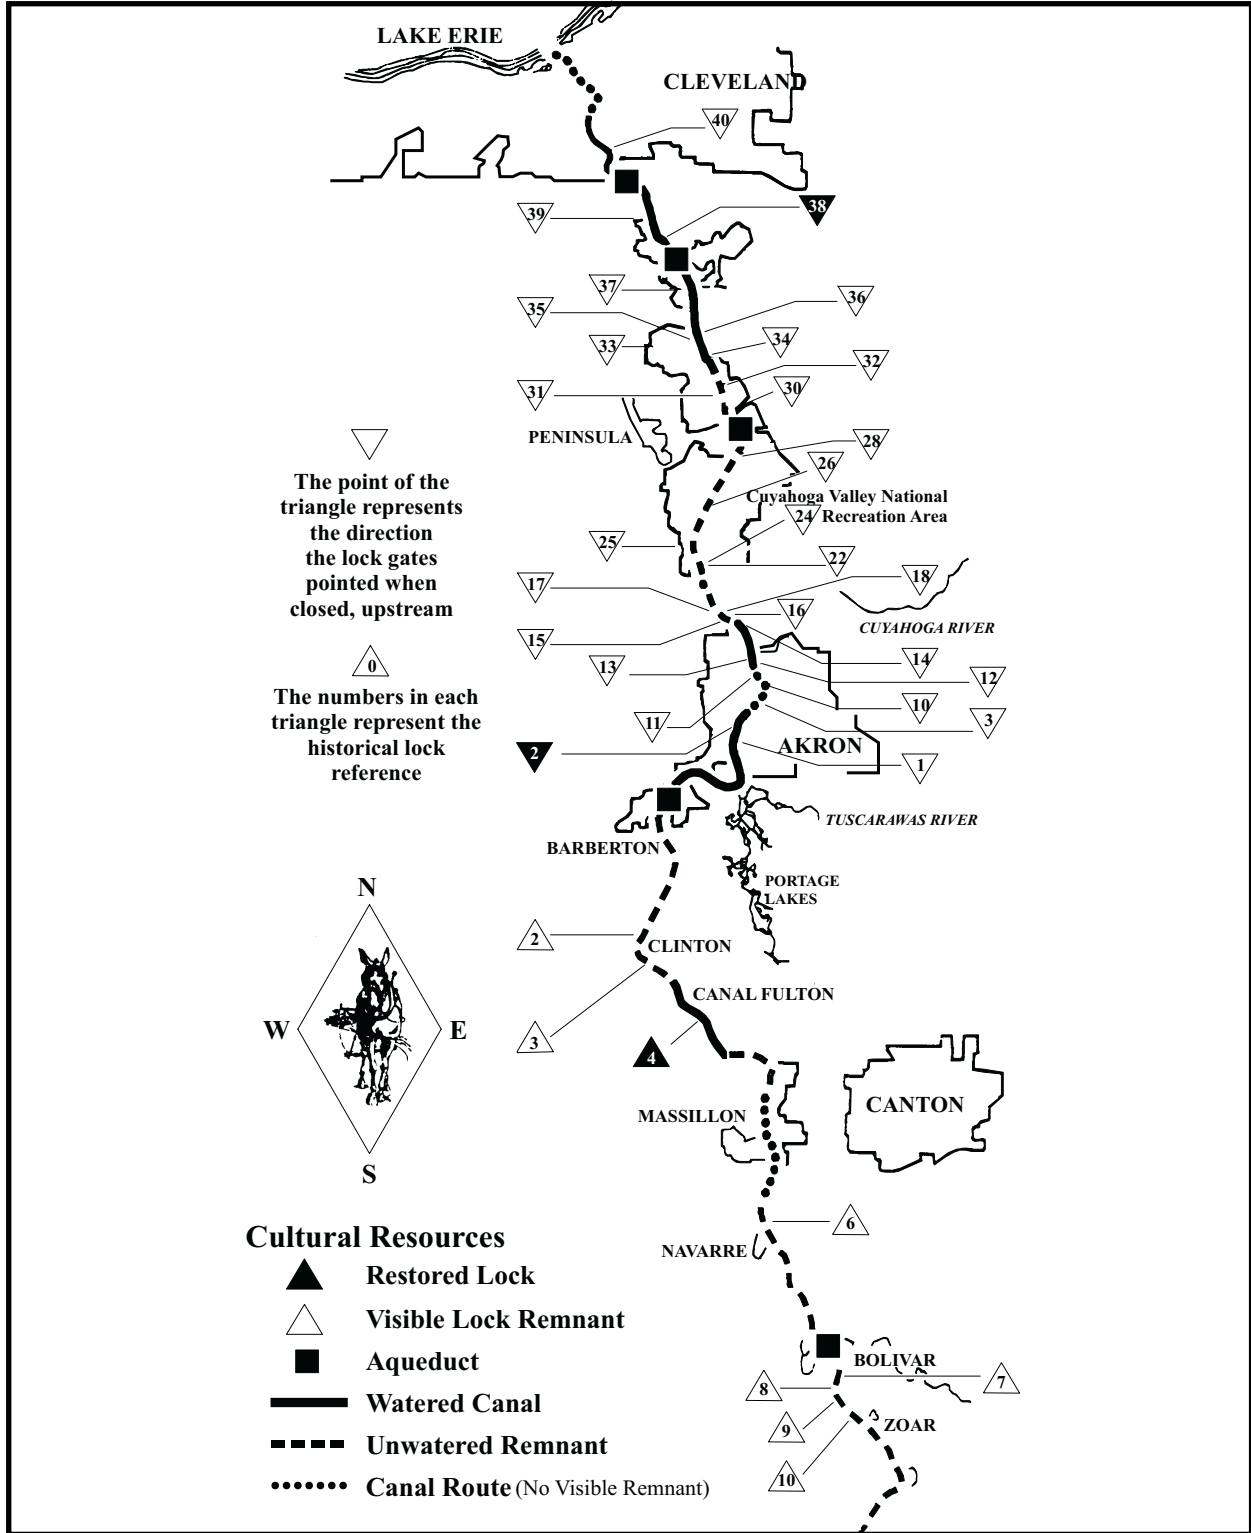 LAKE ERIE
CLEVELAND
40
38
39
37
36
35
34
33
32
31
30
PENINSULA
28
26
Cuyahoga Valley National
Recreation Area
24
The point of the
triangle represents
the direction
the lock gates
pointed when
closed, upstream
25
22
18
17
16
CUYAHOGA RIVER
15
14
13
12
0
The numbers in each
triangle represent the
historical lock
reference
10
11
3
2
AKRON
1
TUSCARAWAS RIVER
BARBERTON
PORTAGE
LAKES
N
W
E
S
2
CLINTON
CANAL FULTON
3
4
CANTON
MASSILLON
6
NAVARRE
BOLIVAR
7
8
9
ZOAR
10
Cultural Resources
Restored Lock
Visible Lock Remnant
Aqueduct
Watered Canal
Unwatered Remnant
Canal Route (No Visible Remnant)